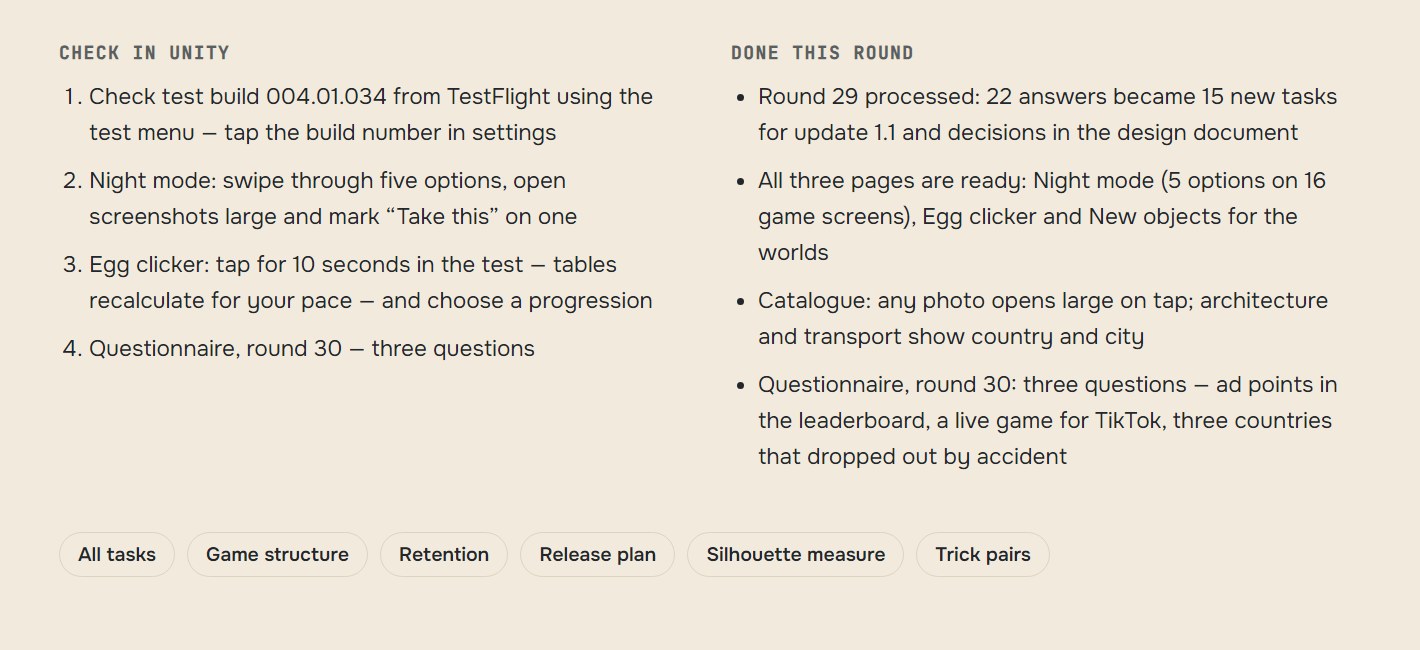 CHECK IN UNITY
1. Check test build 004.01.034 from TestFlight using the
test menu — tap the build number in settings
2. Night mode: swipe through five options, open
screenshots large and mark “Take this” on one
3. Egg clicker: tap for 10 seconds in the test — tables
recalculate for your pace — and choose a progression
4. Questionnaire, round 30 — three questions
DONE THIS ROUND
• Round 29 processed: 22 answers became 15 new tasks
for update 1.1 and decisions in the design document
• All three pages are ready: Night mode (5 options on 16
game screens), Egg clicker and New objects for the
worlds
• Catalogue: any photo opens large on tap; architecture
and transport show country and city
• Questionnaire, round 30: three questions — ad points in
the leaderboard, a live game for TikTok, three countries
that dropped out by accident
All tasks
Game structure
Retention
Release plan
Silhouette measure
Trick pairs